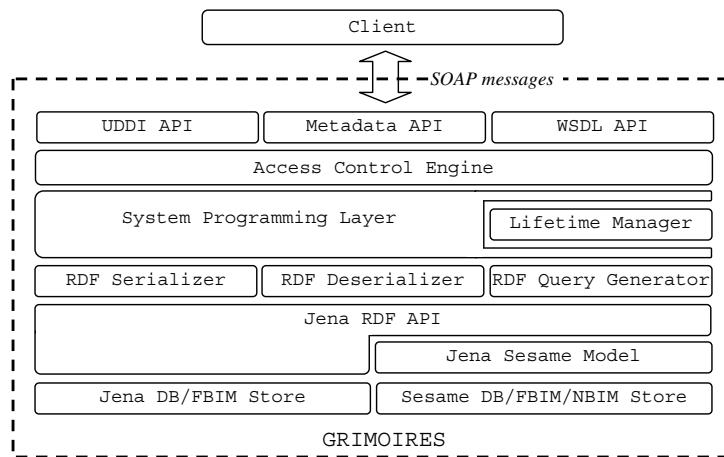 Client
SOAP messages
UDDI API
Metadata API
WSDL API
Access Control Engine
System Programming Layer
Lifetime Manager
RDF Serializer
RDF Deserializer
RDF Query Generator
Jena RDF API
Jena Sesame Model
Jena DB/FBIM Store
Sesame DB/FBIM/NBIM Store
GRIMOIRES